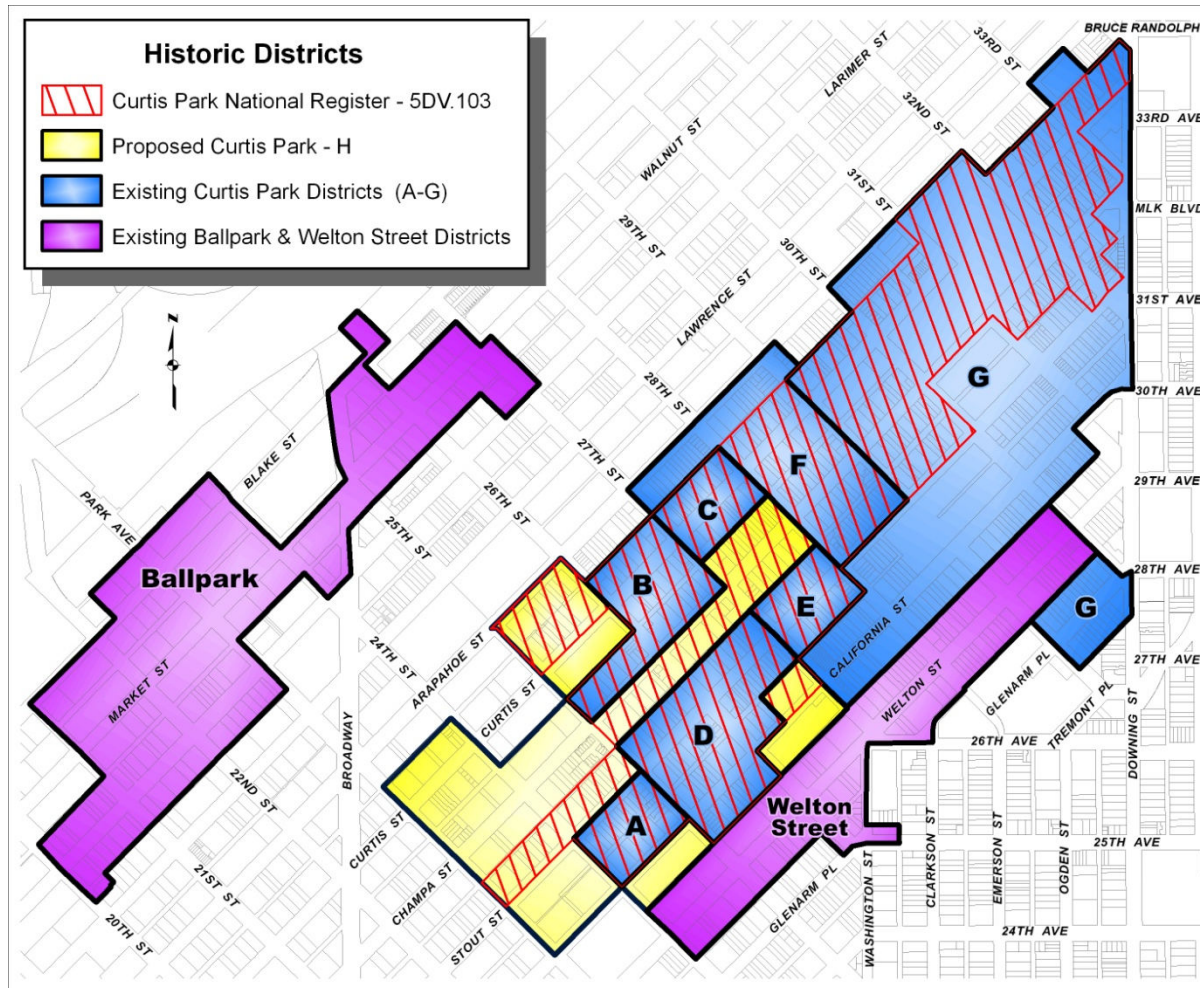 Historic Districts
Curtis Park National Register - 5DV.103
Proposed Curtis Park - H
Existing Curtis Park Districts (A-G)
Existing Ballpark & Welton Street Districts
BRUCE RANDOLPH
33RD ST
LARIMER ST
32ND ST
33RD AVE
WALNUT ST
31ST ST
MLK BLVD
29TH ST
30TH ST
LAWRENCE ST
31ST AVE
Z
28TH ST
G
30TH AVE
BLAKE ST
27TH ST
F
29TH AVE
PARK AVE
26TH ST
C
25TH ST
28TH AVE
Ballpark
B
E
G
CALIFORNIA ST
24TH ST
ARAPAHOE ST
27TH AVE
MARKET ST
CURTIS ST
WELTON ST
GLENARM PL
TREMONT PL
DOWNING ST
D
26TH AVE
BROADWAY
22ND ST
Welton
Street
A
CURTIS ST
25TH AVE
21ST ST
CHAMPA ST
GLENARM PL
WASHINGTON ST
CLARKSON ST
EMERSON ST
OGDEN ST
20TH ST
STOUT ST
24TH AVE